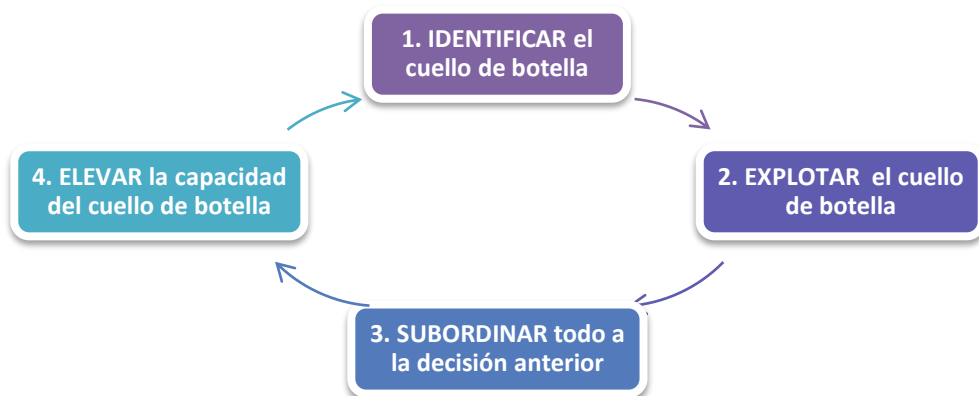 1. IDENTIFICAR el
cuello de botella
2. EXPLOTAR el cuello
de botella
3. SUBORDINAR todo a
la decisión anterior
4. ELEVAR la capacidad
del cuello de botella